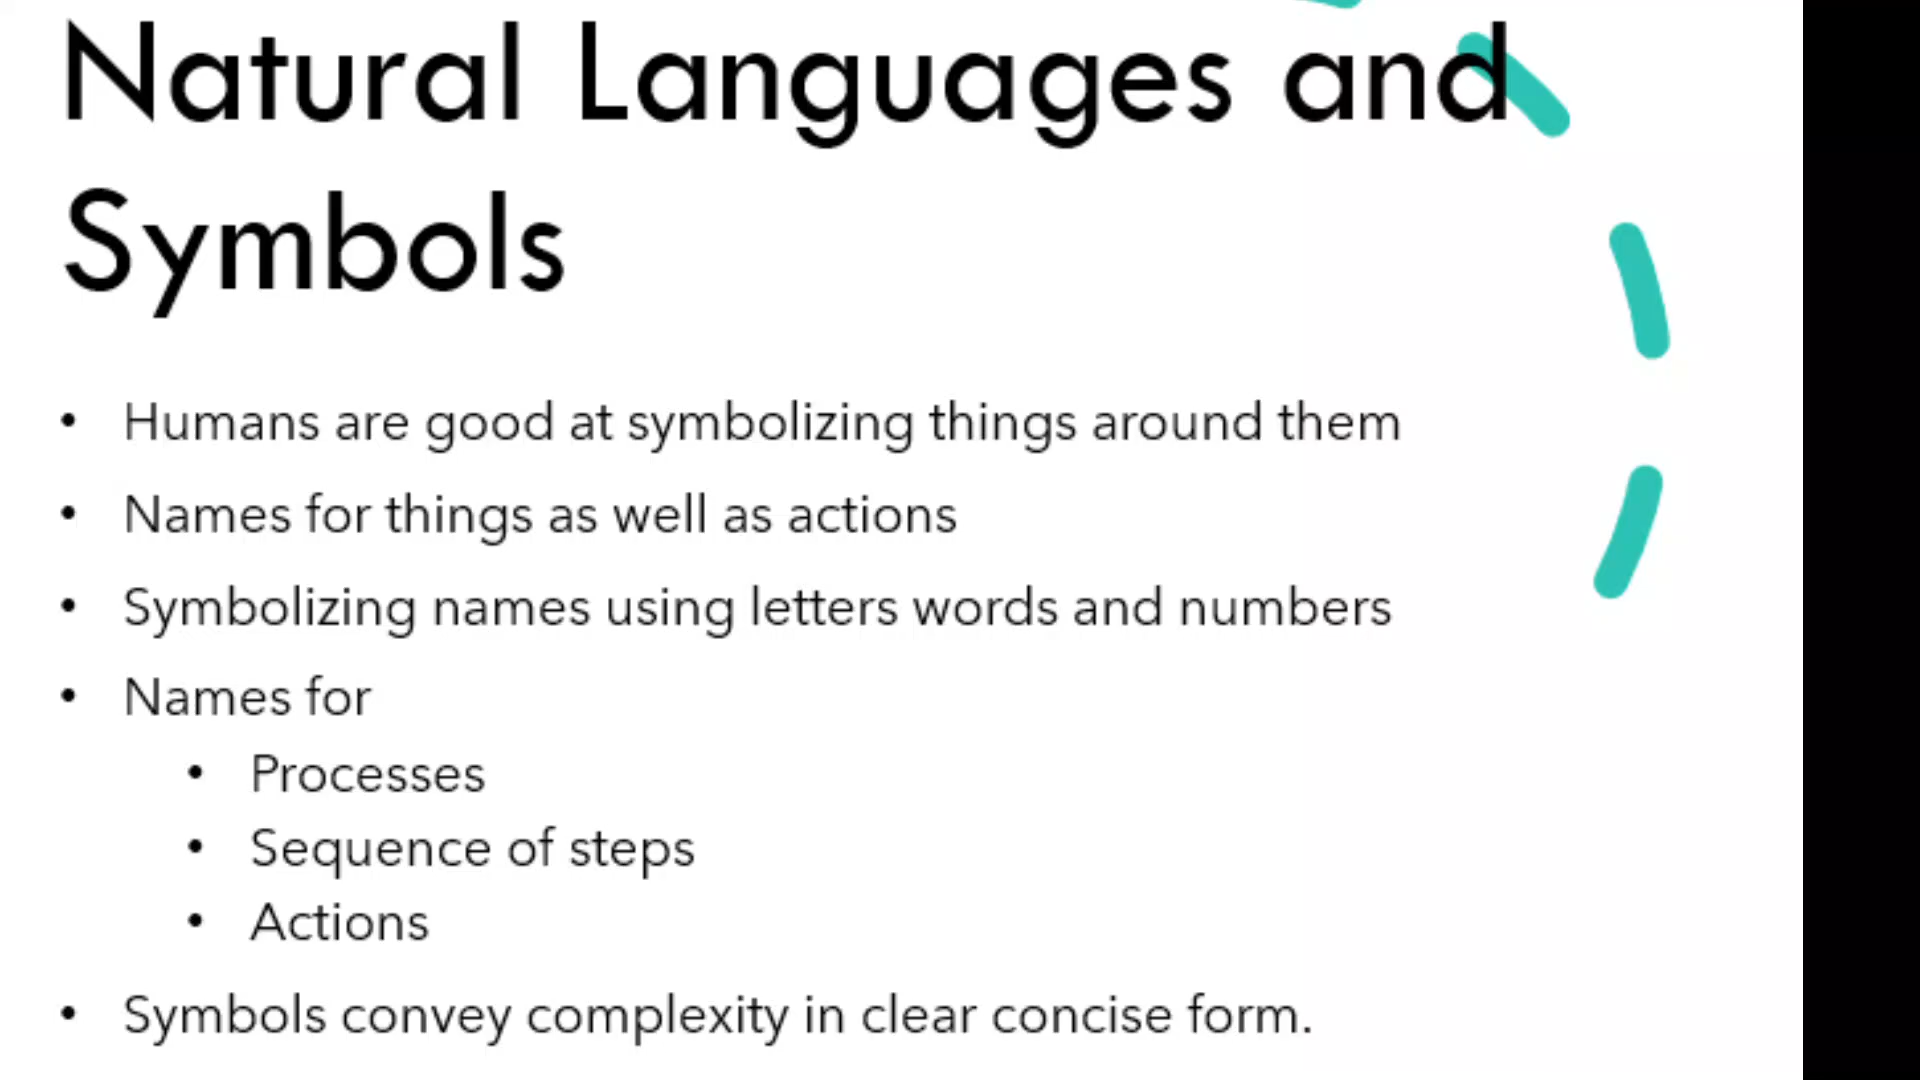 Natural Languages and
Symbols
• Humans are good at symbolizing things around them
• Names for things as well as actions
• Symbolizing names using letters words and numbers
• Names for
• Processes
• Sequence of steps
• Actions
• Symbols convey complexity in clear concise form.